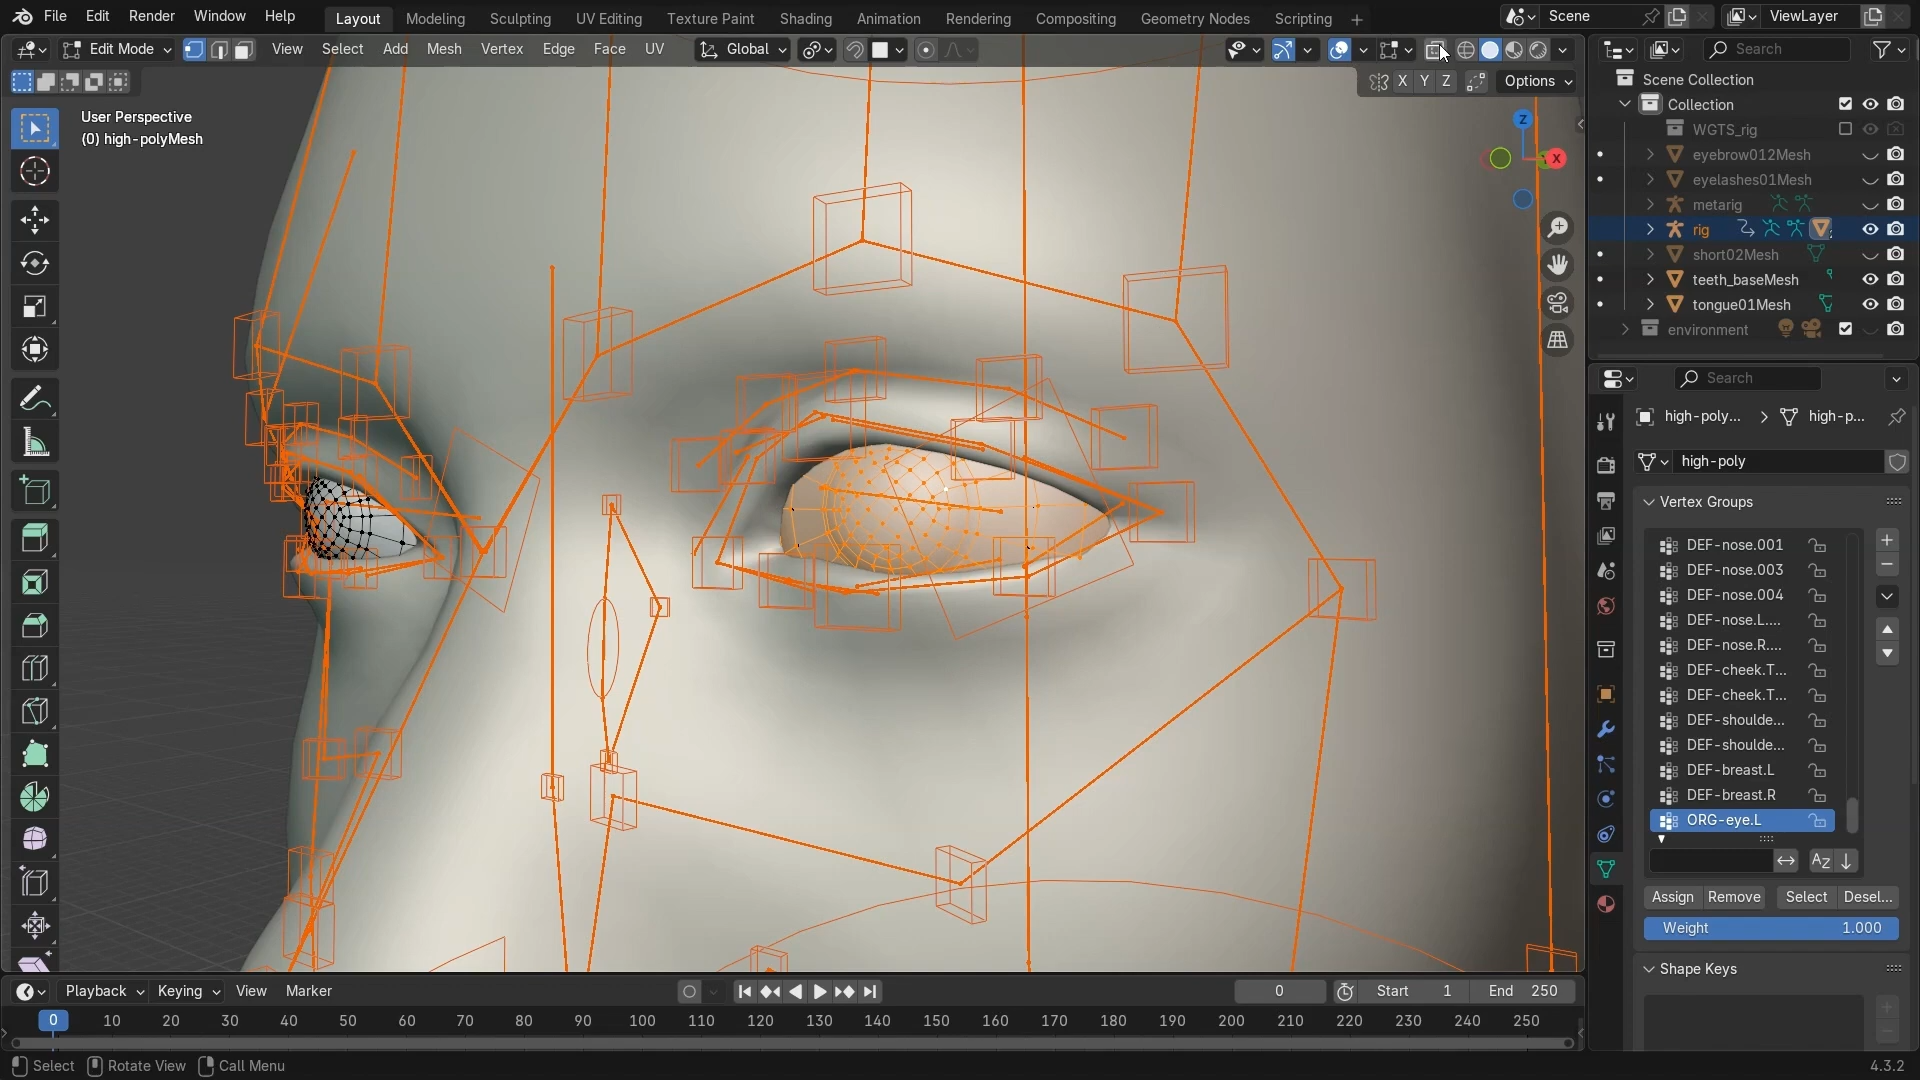 File Edit Render Window Help Layout Modeling Sculpting UV Editing Texture Paint Shading Animation Rendering Compositing Geometry Nodes Scripting + Scene ViewLayer
Edit Mode View Select Add Mesh Vertex Edge Face UV Global Search
X Y Z Options
User Perspective
(0) high-polyMesh
Z
X
Scene Collection
Collection
WGTS_rig
eyebrow012Mesh
eyelashes01Mesh
metarig
rig
short02Mesh
teeth_baseMesh
tongue01Mesh
environment
Search
high-poly... > high-p...
high-poly
Vertex Groups
DEF-nose.001
DEF-nose.003
DEF-nose.004
DEF-nose.L....
DEF-nose.R....
DEF-cheek.T...
DEF-cheek.T...
DEF-shoulde...
DEF-shoulde...
DEF-breast.L
DEF-breast.R
ORG-eye.L
AZ
Assign Remove Select Desel...
Weight 1.000
Shape Keys
Playback Keying View Marker 0 Start 1 End 250
0 10 20 30 40 50 60 70 80 90 100 110 120 130 140 150 160 170 180 190 200 210 220 230 240 250
Select Rotate View Call Menu 4.3.2